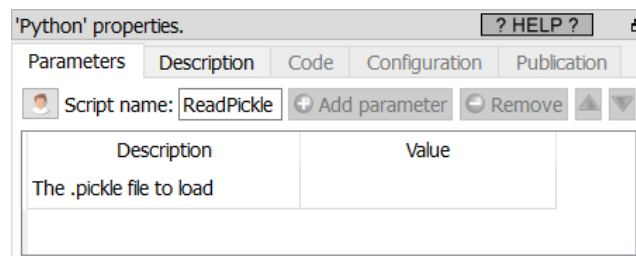 'Python' properties. ? HELP ?
Parameters Description Code Configuration Publication
Script name: ReadPickle Add parameter Remove
Description Value
The .pickle file to load